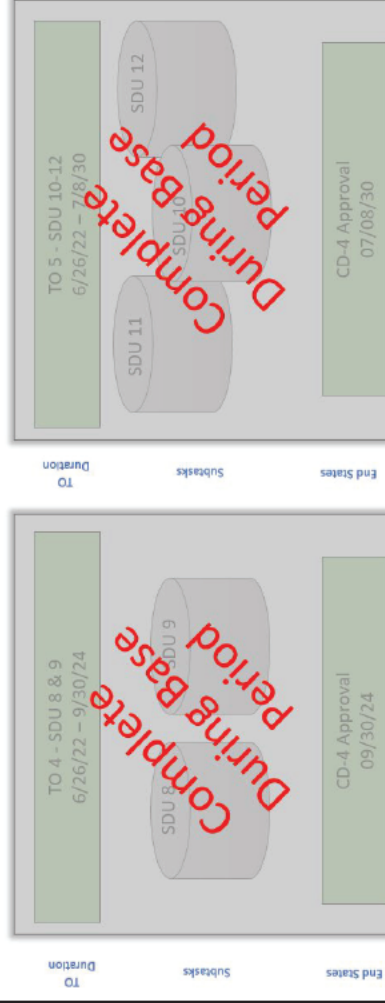 TO 4 - SDU 8 & 9
6/26/22 – 9/30/24
SDU 8
SDU 9
Complete
During Base
Period
CD-4 Approval
09/30/24
TO
Duration
Subtasks
End States
TO 5 - SDU 10-12
6/26/22 – 7/8/30
SDU 11
SDU 10
SDU 12
Complete
During Base
Period
CD-4 Approval
07/08/30
TO
Duration
Subtasks
End States